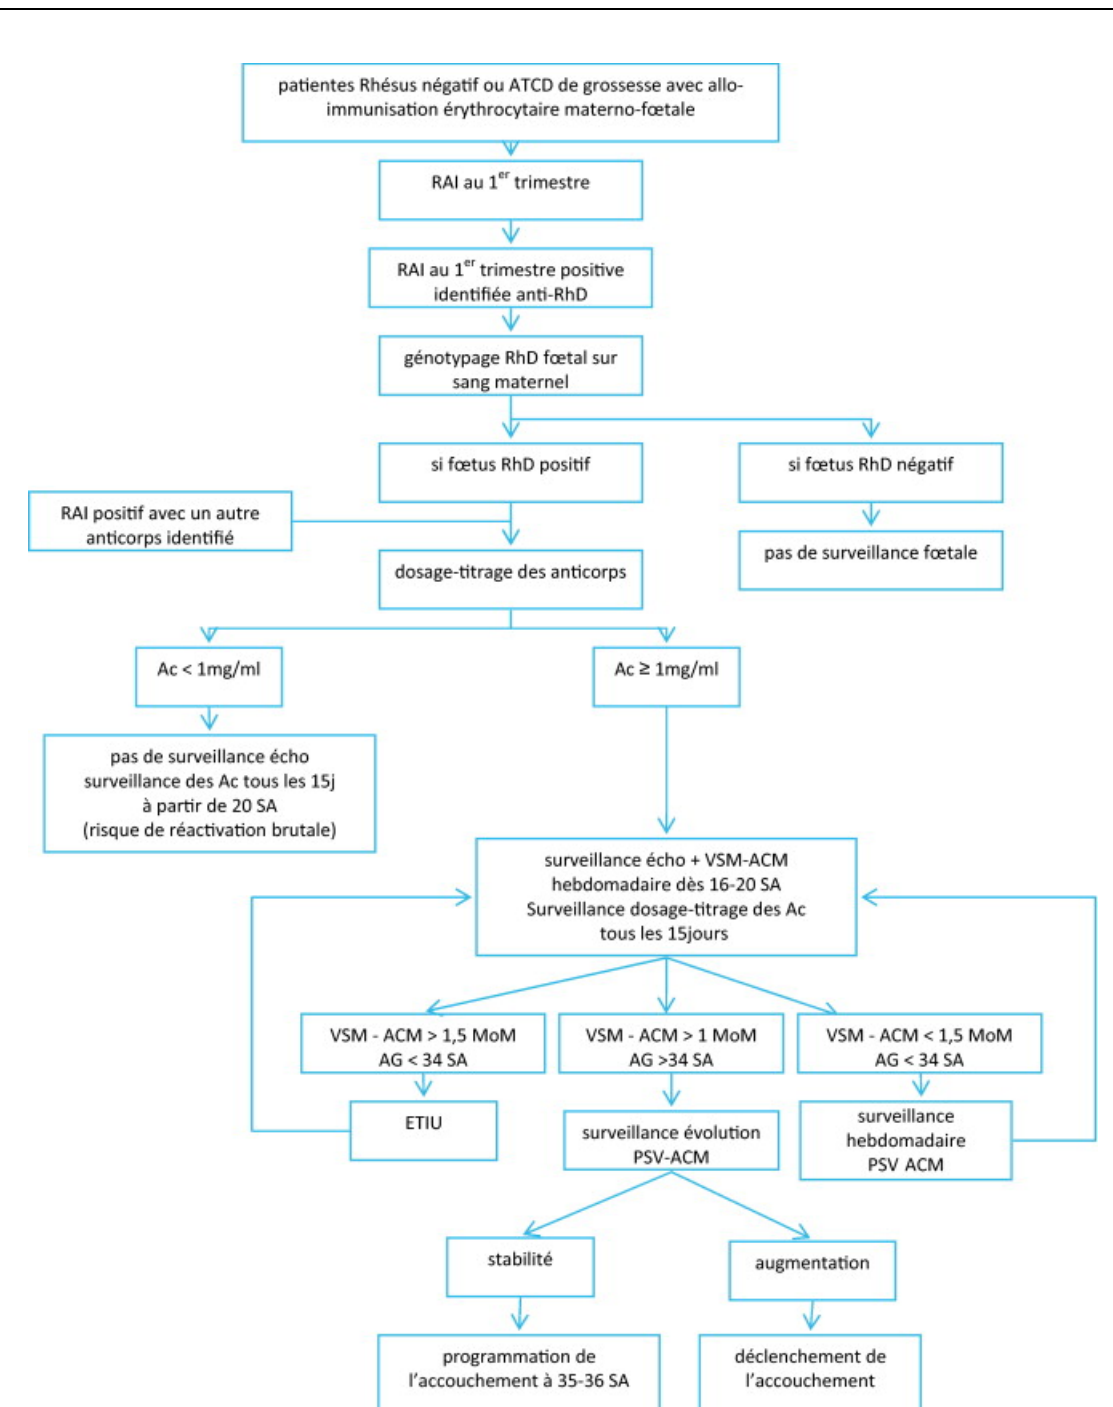 patientes Rhésus négatif ou ATCD de grossesse avec allo-
immunisation érythrocytaire materno-fœtale
RAI au 1er trimestre
RAI au 1er trimestre positive
identifiée anti-RhD
génotypage RhD fœtal sur
sang maternel
si fœtus RhD positif
si fœtus RhD négatif
RAI positif avec un autre
anticorps identifié
pas de surveillance fœtale
dosage-titrage des anticorps
Ac < 1mg/ml
Ac ≥ 1mg/ml
pas de surveillance écho
surveillance des Ac tous les 15j
à partir de 20 SA
(risque de réactivation brutale)
surveillance écho + VSM-ACM
hebdomadaire dès 16-20 SA
Surveillance dosage-titrage des Ac
tous les 15jours
VSM - ACM > 1,5 MoM
AG < 34 SA
VSM - ACM > 1 MoM
AG >34 SA
VSM - ACM < 1,5 MoM
AG < 34 SA
ETIU
surveillance évolution
PSV-ACM
surveillance
hebdomadaire
PSV ACM
stabilité
augmentation
programmation de
l'accouchement à 35-36 SA
déclenchement de
l'accouchement